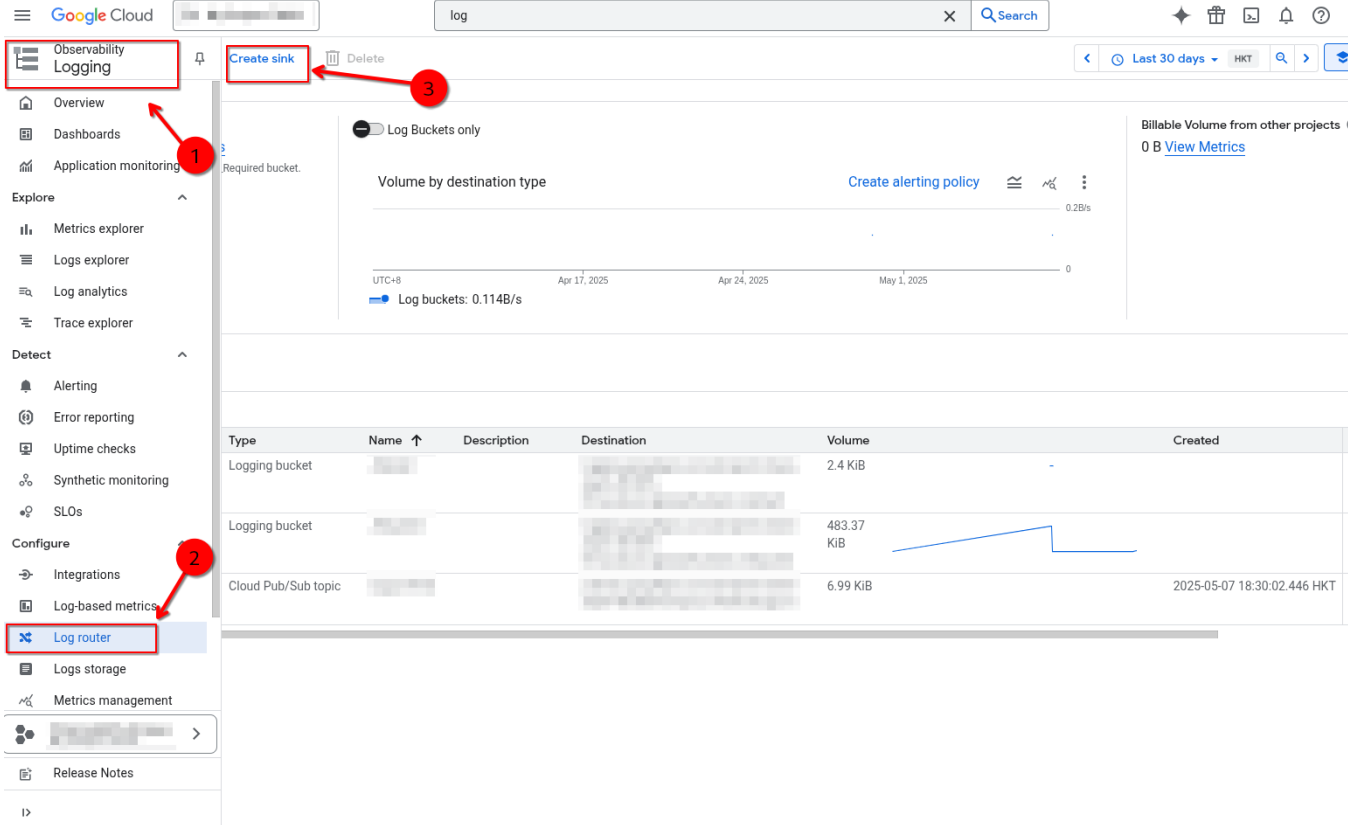 Google Cloud
log
Search
Observability
Logging
Create sink
Delete
Last 30 days
HKT
3
Overview
Dashboards
Application monitoring
1
Explore
Metrics explorer
Logs explorer
Log analytics
Trace explorer
Detect
Alerting
Error reporting
Uptime checks
Synthetic monitoring
SLOs
Configure
2
Integrations
Log-based metrics
Log router
Logs storage
Metrics management
Release Notes
s
Required bucket.
Log Buckets only
Volume by destination type
Create alerting policy
0.2B/s
0
UTC+8
Apr 17, 2025
Apr 24, 2025
May 1, 2025
Log buckets: 0.114B/s
Billable Volume from other projects
0 B View Metrics
Type Name Description Destination Volume Created
Logging bucket 2.4 KiB
Logging bucket 483.37
KiB
Cloud Pub/Sub topic 6.99 KiB 2025-05-07 18:30:02.446 HKT